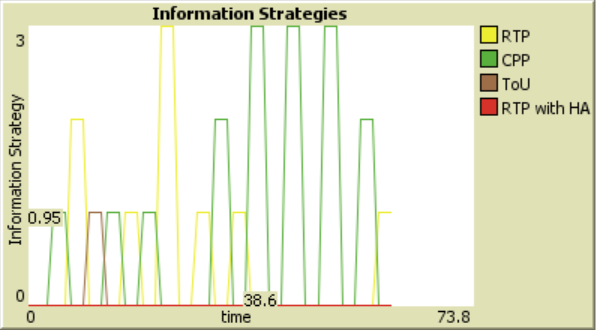 Information Strategies
3
Information Strategy
0.95
0
0
38.6
time
73.8
RTP
CPP
ToU
RTP with HA